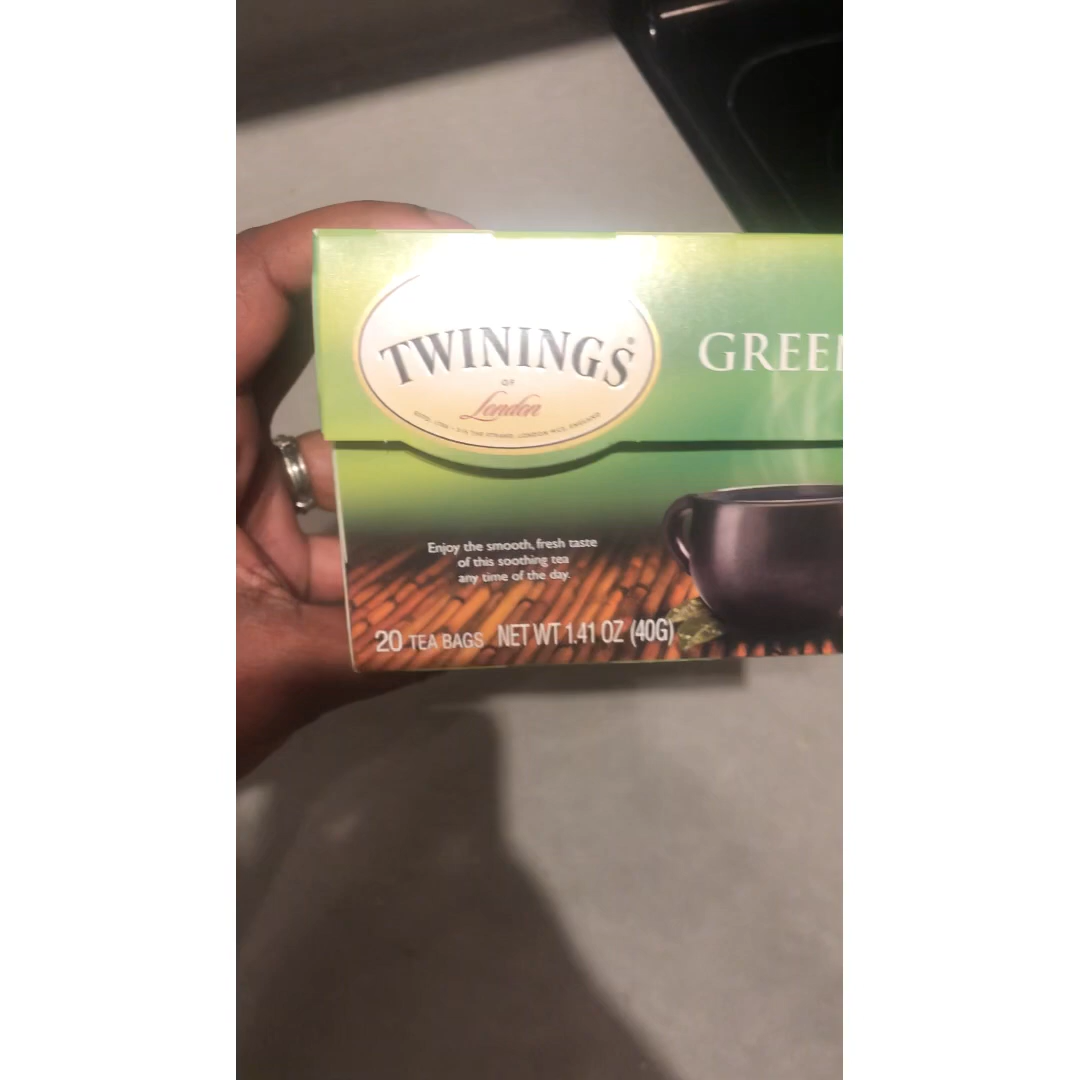 TWININGS®
OF
London
GREEN
Enjoy the smooth, fresh taste
of this soothing tea
any time of the day.
20 TEA BAGS NET WT 1.41 OZ (40G)